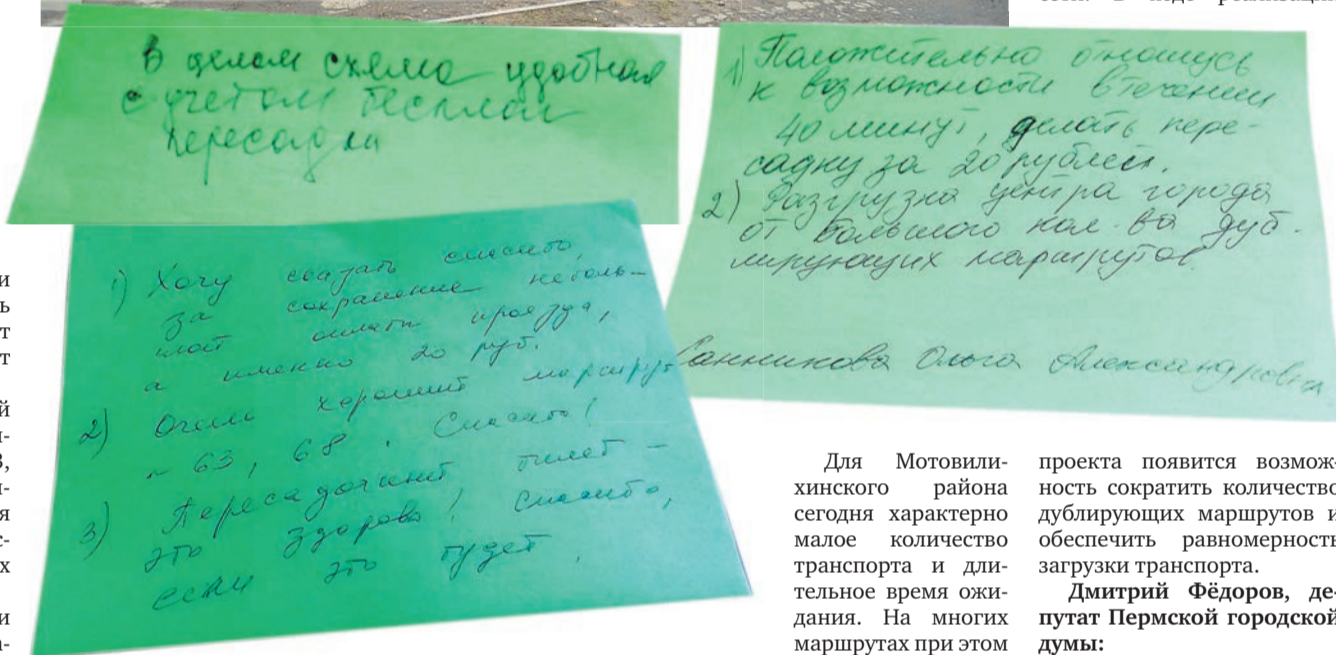 В целом схема удобная
с учетом бесплат
пересадки
1) Положительно отношусь
к возможности втечении
40 минут, делать пере-
садку за 20 рублей.
2) Разгрузка центра города
от большого кол-ва дуб-
лирующих маршрутов
Санникова Ольга Александровна
1) Хочу сказать спасибо,
за сохранение неболь-
шой оплаты проезда,
а именно 20 руб.
2) Очень хороший маршрут
~ 63, 68. Спасибо!
3) Пересадочный билет -
это здорово! Спасибо,
если это будет.
Для Мотовили-
хинского района
сегодня характерно
малое количество
транспорта и дли-
тельное время ожи-
дания. На многих
маршрутах при этом
проекта появится возмож-
ность сократить количество
дублирующих маршрутов и
обеспечить равномерность
загрузки транспорта.
Дмитрий Фёдоров, де-
путат Пермской городской
думы: